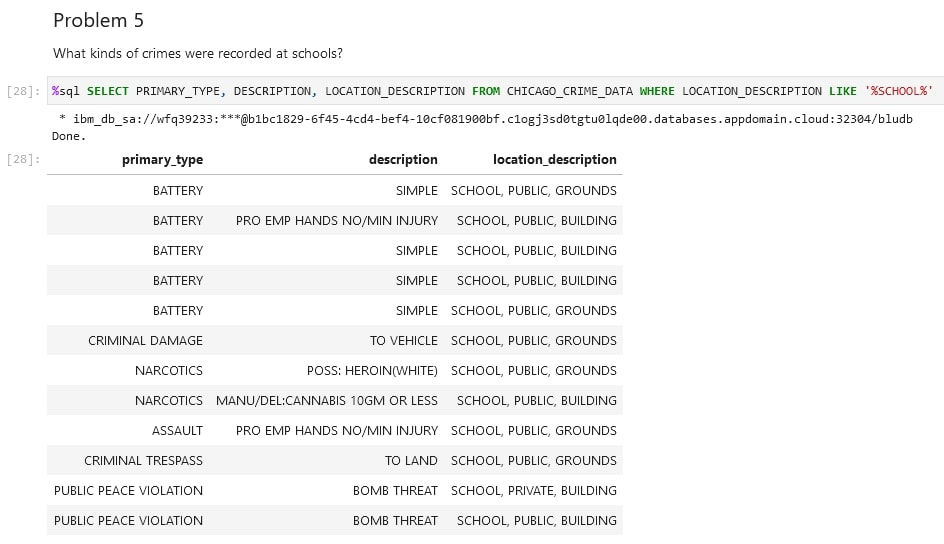 Problem 5
What kinds of crimes were recorded at schools?
[28]: %sql SELECT PRIMARY_TYPE, DESCRIPTION, LOCATION_DESCRIPTION FROM CHICAGO_CRIME_DATA WHERE LOCATION_DESCRIPTION LIKE '%SCHOOL%'
* ibm_db_sa://wfq39233:***@b1bc1829-6f45-4cd4-bef4-10cf081900bf.c1ogj3sd0tgtu0lqde00.databases.appdomain.cloud:32304/bludb
Done.
[28]: primary_type description location_description
BATTERY SIMPLE SCHOOL, PUBLIC, GROUNDS
BATTERY PRO EMP HANDS NO/MIN INJURY SCHOOL, PUBLIC, BUILDING
BATTERY SIMPLE SCHOOL, PUBLIC, BUILDING
BATTERY SIMPLE SCHOOL, PUBLIC, BUILDING
BATTERY SIMPLE SCHOOL, PUBLIC, GROUNDS
CRIMINAL DAMAGE TO VEHICLE SCHOOL, PUBLIC, GROUNDS
NARCOTICS POSS: HEROIN(WHITE) SCHOOL, PUBLIC, GROUNDS
NARCOTICS MANU/DEL:CANNABIS 10GM OR LESS SCHOOL, PUBLIC, BUILDING
ASSAULT PRO EMP HANDS NO/MIN INJURY SCHOOL, PUBLIC, GROUNDS
CRIMINAL TRESPASS TO LAND SCHOOL, PUBLIC, GROUNDS
PUBLIC PEACE VIOLATION BOMB THREAT SCHOOL, PRIVATE, BUILDING
PUBLIC PEACE VIOLATION BOMB THREAT SCHOOL, PUBLIC, BUILDING